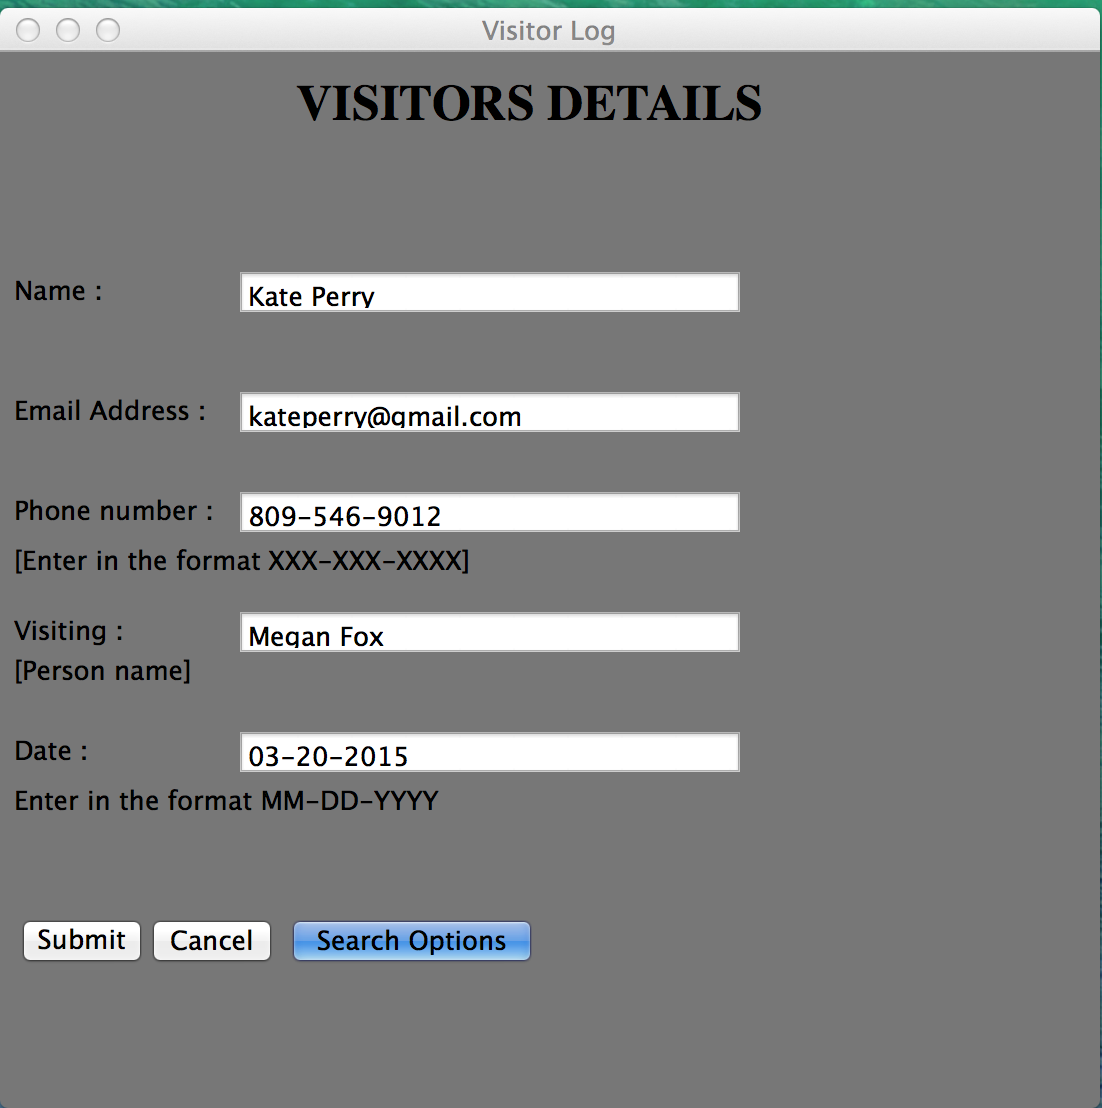 Visitor Log
VISITORS DETAILS
Name : Kate Perry
Email Address : kateperry@gmail.com
Phone number : 809-546-9012
[Enter in the format XXX-XXX-XXXX]
Visiting : Megan Fox
[Person name]
Date : 03-20-2015
Enter in the format MM-DD-YYYY
Submit Cancel Search Options